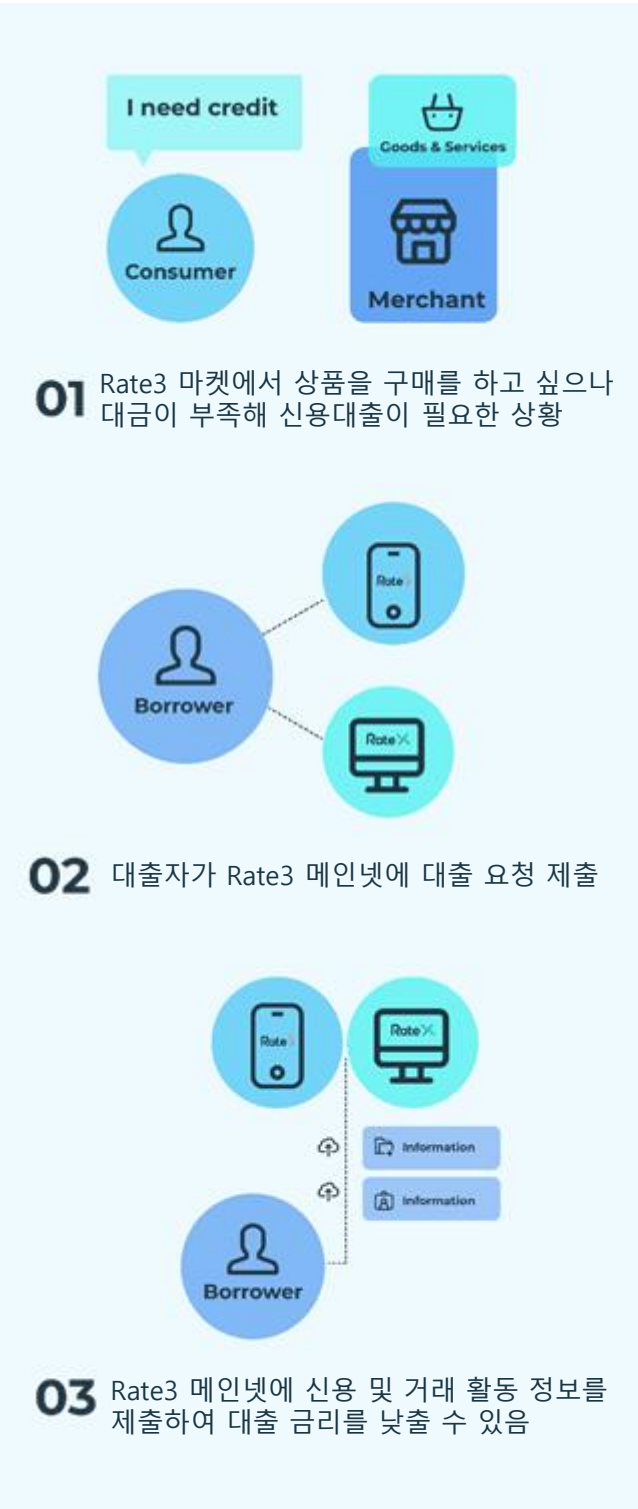 I need credit
Goods & Services
Consumer
Merchant
01 Rate3 마켓에서 상품을 구매를 하고 싶으나
대금이 부족해 신용대출이 필요한 상황
Rate
Borrower
RateX
02 대출자가 Rate3 메인넷에 대출 요청 제출
Rate
RateX
Information
Information
Borrower
03 Rate3 메인넷에 신용 및 거래 활동 정보를
제출하여 대출 금리를 낮출 수 있음